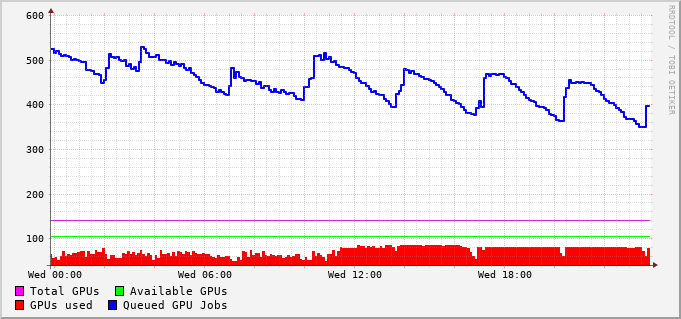 600
500
400
300
200
100
Wed 00:00 Wed 06:00 Wed 12:00 Wed 18:00
Total GPUs Available GPUs
GPUs used Queued GPU Jobs
RRDTOOL / TOBI OETIKER